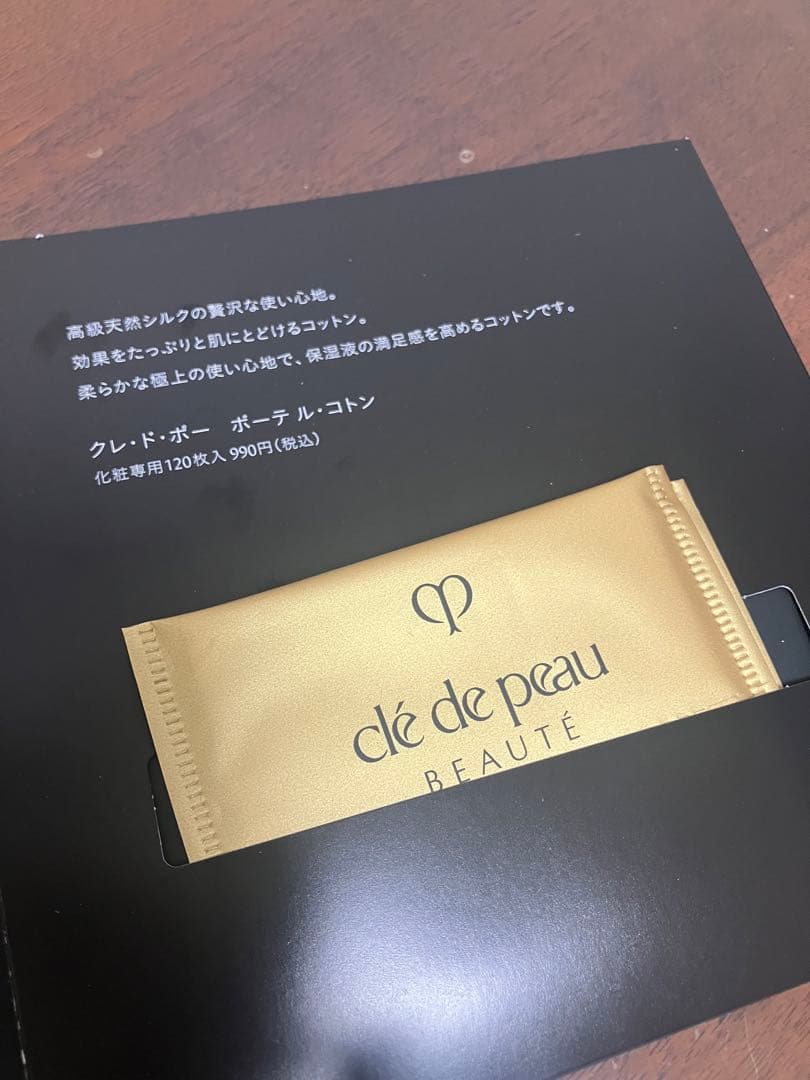 高級天然シルクの贅沢な使い心地。
効果をたっぷりと肌にとどけるコットン。
柔らかな極上の使い心地で、保湿液の満足感を高めるコットンです。
クレ・ド・ポー ボーテ ル・コトン
化粧専用120枚入 990円(税込)
clé de peau
BEAUTÉ